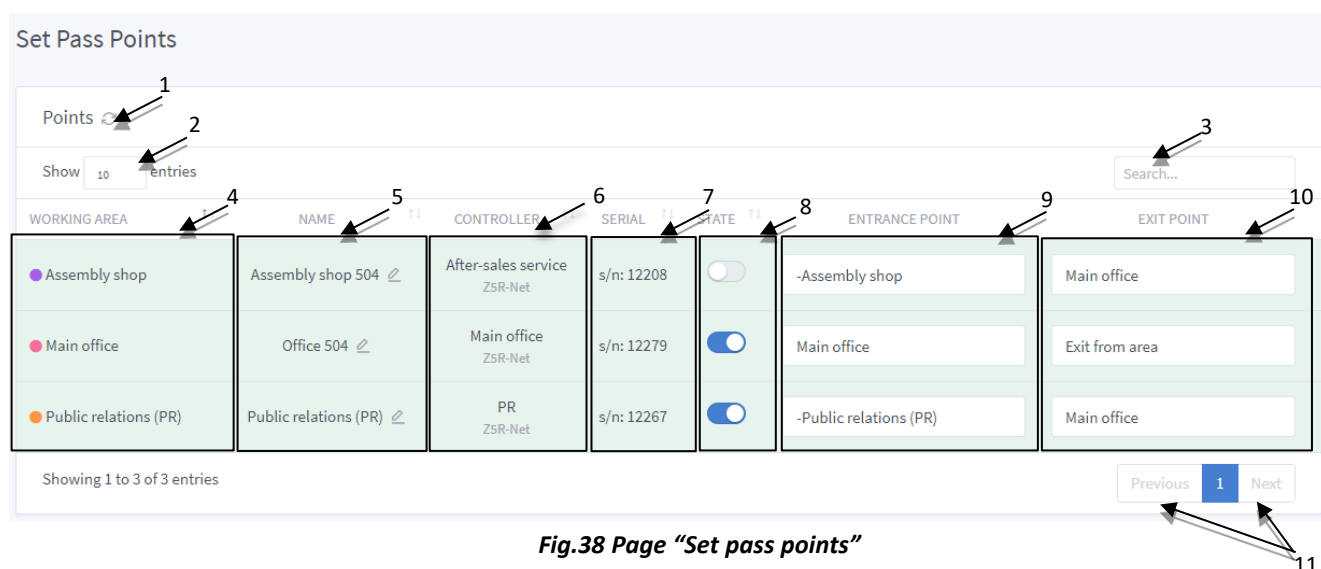 Set Pass Points
1
Points
2
3
Show 10 entries
Search...
4 5 6 7 8 9 10
WORKING AREA NAME CONTROLLER SERIAL STATE ENTRANCE POINT EXIT POINT
Assembly shop Assembly shop 504 After-sales service s/n: 12208 -Assembly shop Main office
Z5R-Net
Main office Office 504 Main office s/n: 12279 Main office Exit from area
Z5R-Net
Public relations (PR) Public relations (PR) PR s/n: 12267 -Public relations (PR) Main office
Z5R-Net
Showing 1 to 3 of 3 entries
Previous 1 Next
Fig.38 Page “Set pass points”
11